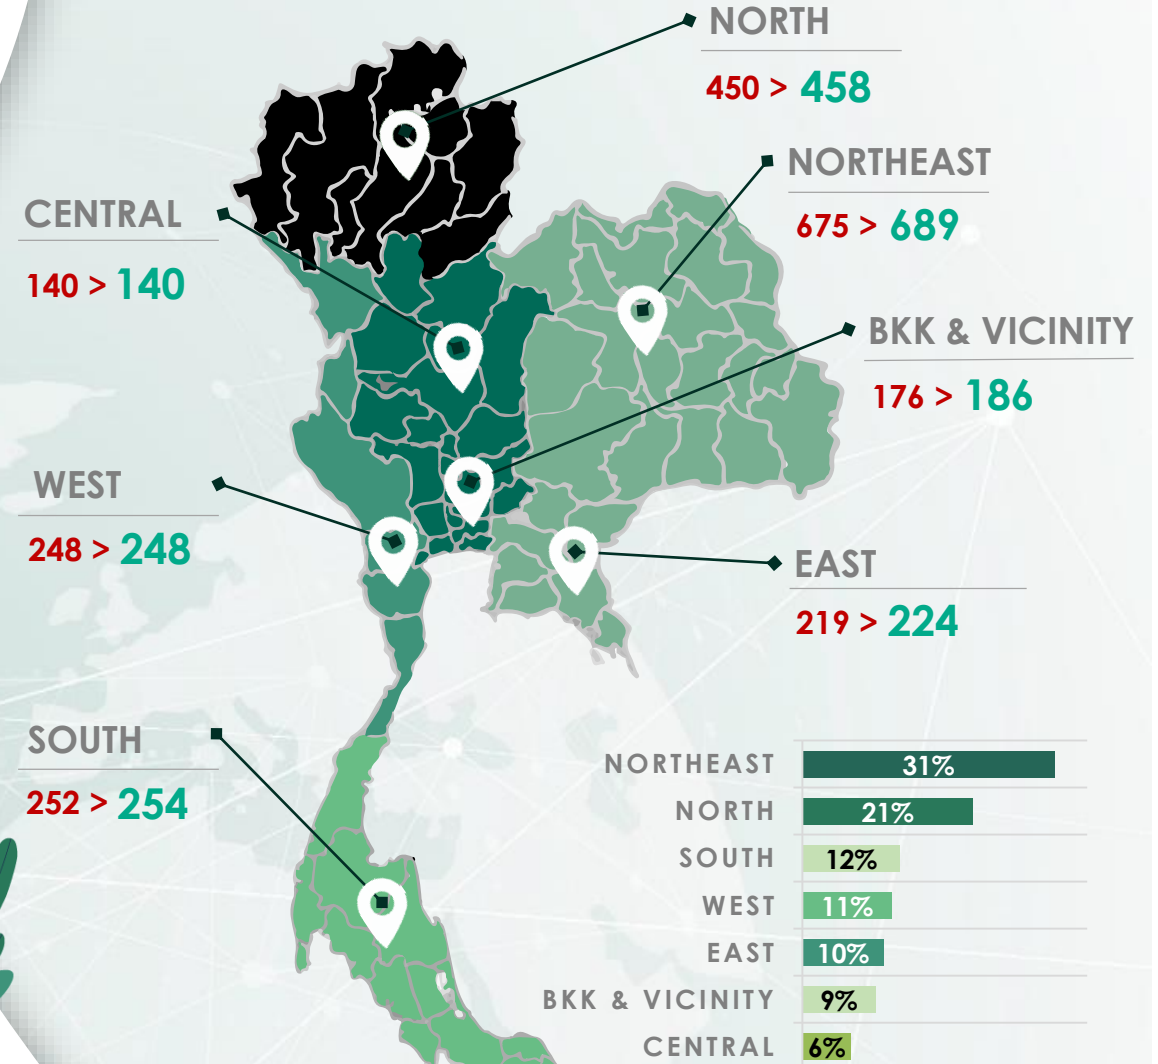 NORTH
450 > 458
NORTHEAST
675 > 689
CENTRAL
140 > 140
BKK & VICINITY
176 > 186
WEST
248 > 248
EAST
219 > 224
SOUTH
252 > 254
NORTHEAST 31%
NORTH 21%
SOUTH 12%
WEST 11%
EAST 10%
BKK & VICINITY 9%
CENTRAL 6%